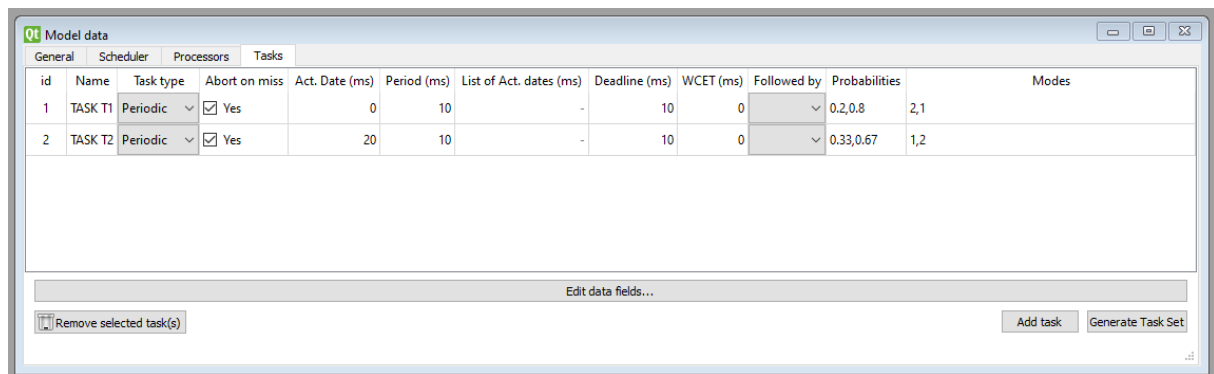 Qt Model data
General Scheduler Processors Tasks
id Name Task type Abort on miss Act. Date (ms) Period (ms) List of Act. dates (ms) Deadline (ms) WCET (ms) Followed by Probabilities Modes
1 TASK T1 Periodic Yes 0 10 - 10 0 0.2,0.8 2,1
2 TASK T2 Periodic Yes 20 10 - 10 0 0.33,0.67 1,2
Edit data fields...
Remove selected task(s) Add task Generate Task Set